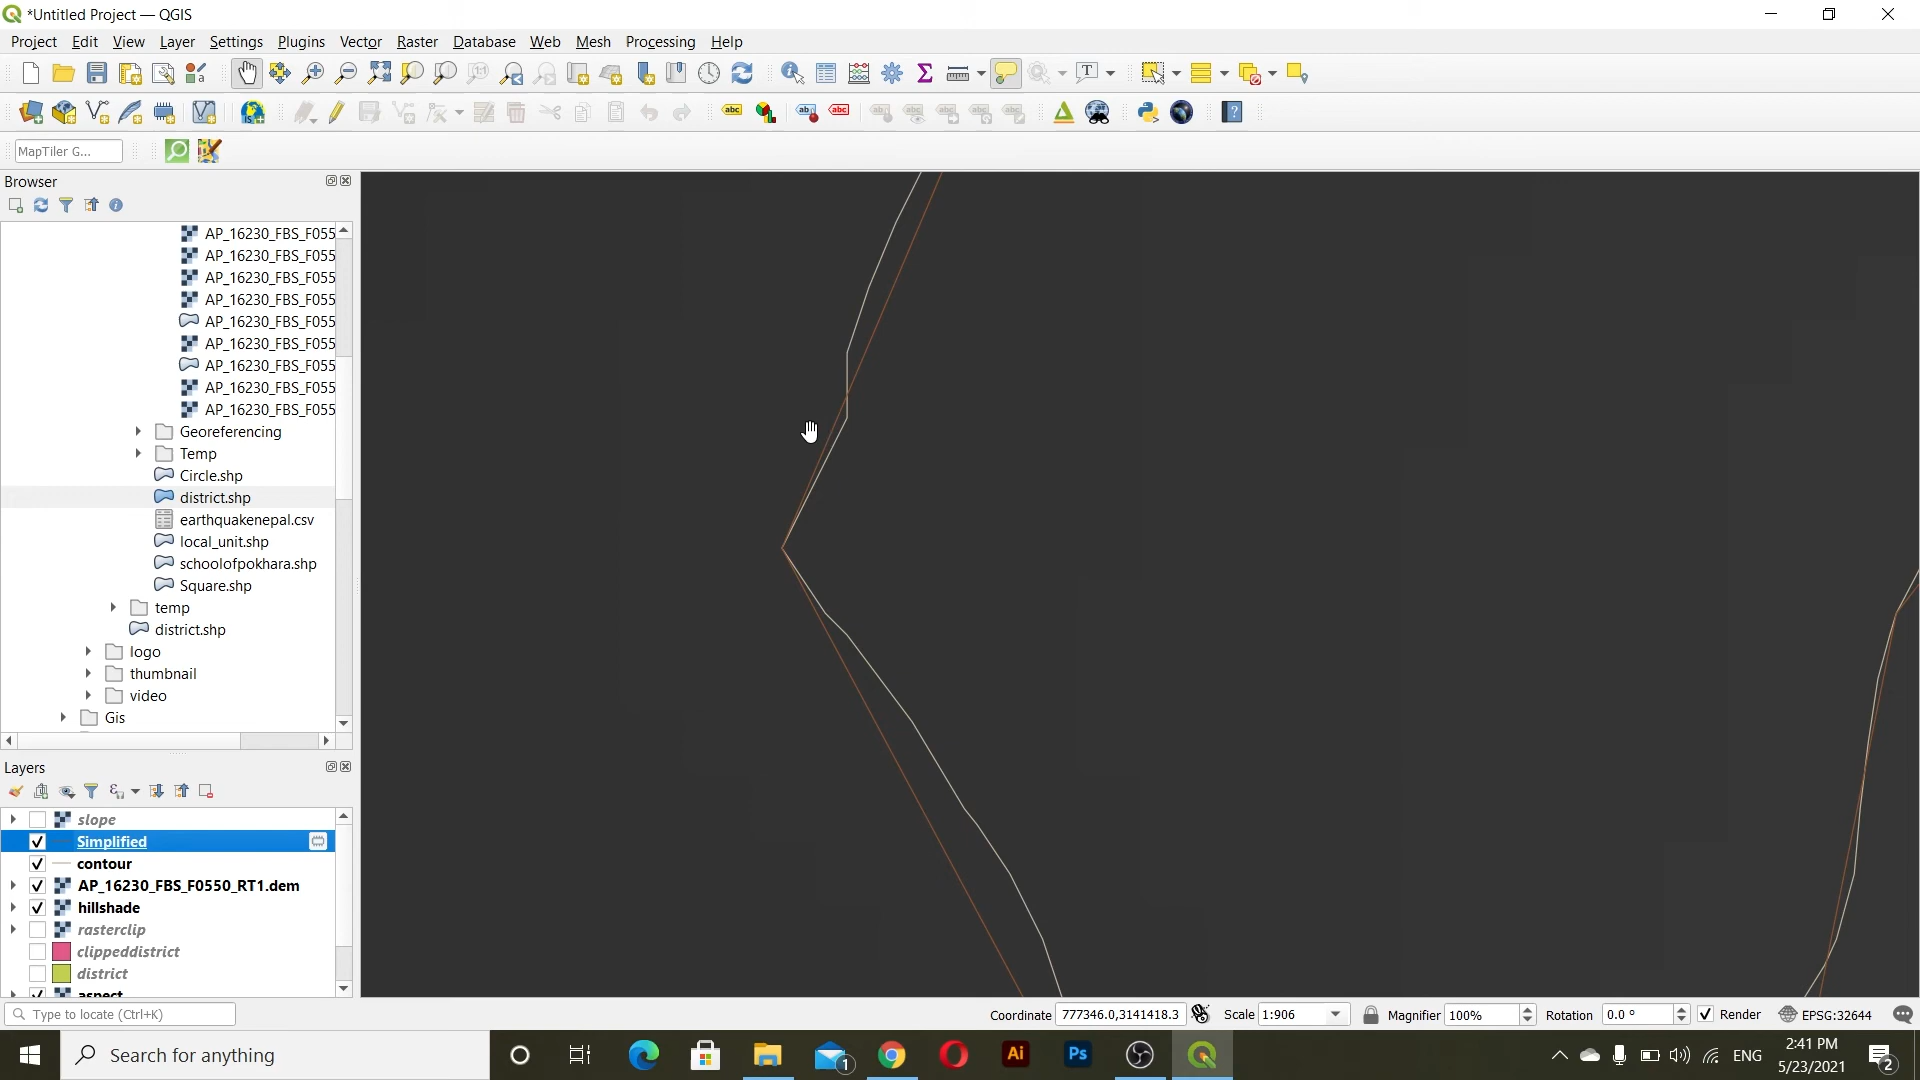 *Untitled Project — QGIS
Project Edit View Layer Settings Plugins Vector Raster Database Web Mesh Processing Help
MapTiler G...
Browser
AP_16230_FBS_F055
AP_16230_FBS_F055
AP_16230_FBS_F055
AP_16230_FBS_F055
AP_16230_FBS_F055
AP_16230_FBS_F055
AP_16230_FBS_F055
AP_16230_FBS_F055
AP_16230_FBS_F055
Georeferencing
Temp
Circle.shp
district.shp
earthquakenepal.csv
local_unit.shp
schoolofpokhara.shp
Square.shp
temp
district.shp
logo
thumbnail
video
Gis
Layers
slope
Simplified
contour
AP_16230_FBS_F0550_RT1.dem
hillshade
rasterclip
clippeddistrict
district
aspect
Type to locate (Ctrl+K)
Coordinate 777346.0,3141418.3 Scale 1:906 Magnifier 100% Rotation 0.0 ° Render EPSG:32644
Search for anything
1
Ai
Ps
ENG
2:41 PM
5/23/2021
2